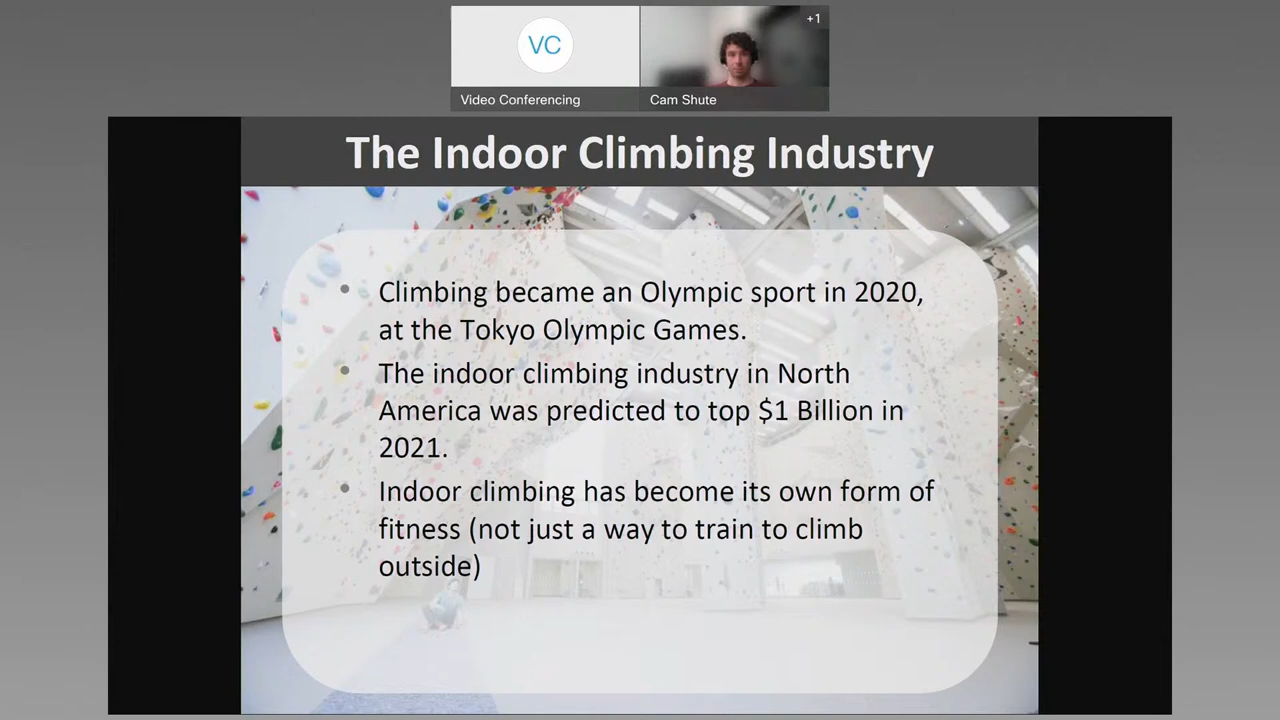 VC
+1
Video Conferencing
Cam Shute
The Indoor Climbing Industry
• Climbing became an Olympic sport in 2020,
at the Tokyo Olympic Games.
• The indoor climbing industry in North
America was predicted to top $1 Billion in
2021.
• Indoor climbing has become its own form of
fitness (not just a way to train to climb
outside)